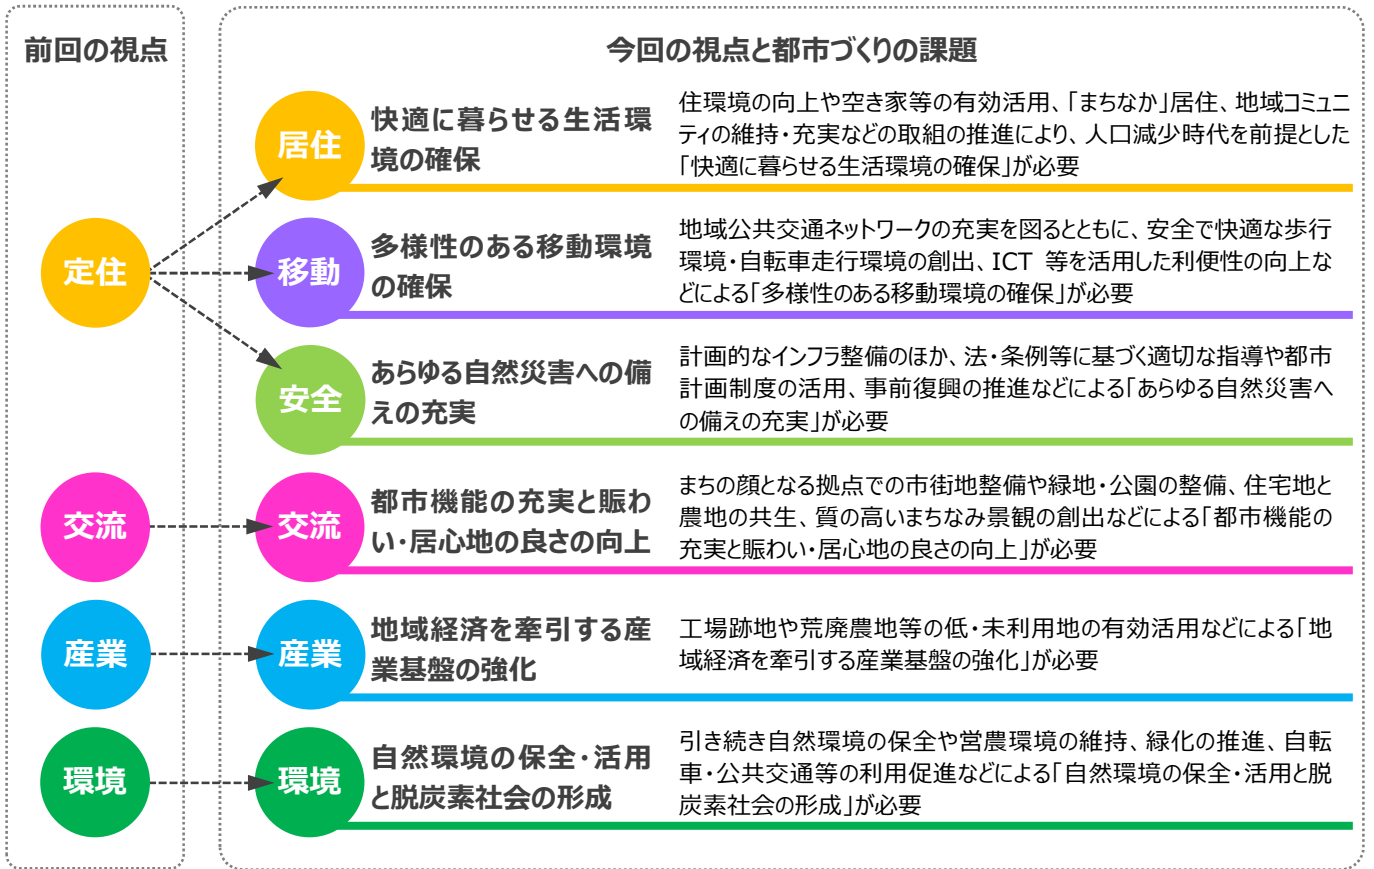 前回の視点
今回の視点と都市づくりの課題
定住
居住
快適に暮らせる生活環
境の確保
住環境の向上や空き家等の有効活用、「まちなか」居住、地域コミュニ
ティの維持・充実などの取組の推進により、人口減少時代を前提とした
「快適に暮らせる生活環境の確保」が必要
移動
多様性のある移動環境
の確保
地域公共交通ネットワークの充実を図るとともに、安全で快適な歩行
環境・自転車走行環境の創出、ICT 等を活用した利便性の向上な
どによる「多様性のある移動環境の確保」が必要
安全
あらゆる自然災害への備
えの充実
計画的なインフラ整備のほか、法・条例等に基づく適切な指導や都市
計画制度の活用、事前復興の推進などによる「あらゆる自然災害へ
の備えの充実」が必要
交流
交流
都市機能の充実と賑わ
い・居心地の良さの向上
まちの顔となる拠点での市街地整備や緑地・公園の整備、住宅地と
農地の共生、質の高いまちなみ景観の創出などによる「都市機能の
充実と賑わい・居心地の良さの向上」が必要
産業
産業
地域経済を牽引する産
業基盤の強化
工場跡地や荒廃農地等の低・未利用地の有効活用などによる「地
域経済を牽引する産業基盤の強化」が必要
環境
環境
自然環境の保全・活用
と脱炭素社会の形成
引き続き自然環境の保全や営農環境の維持、緑化の推進、自転
車・公共交通等の利用促進などによる「自然環境の保全・活用と脱
炭素社会の形成」が必要